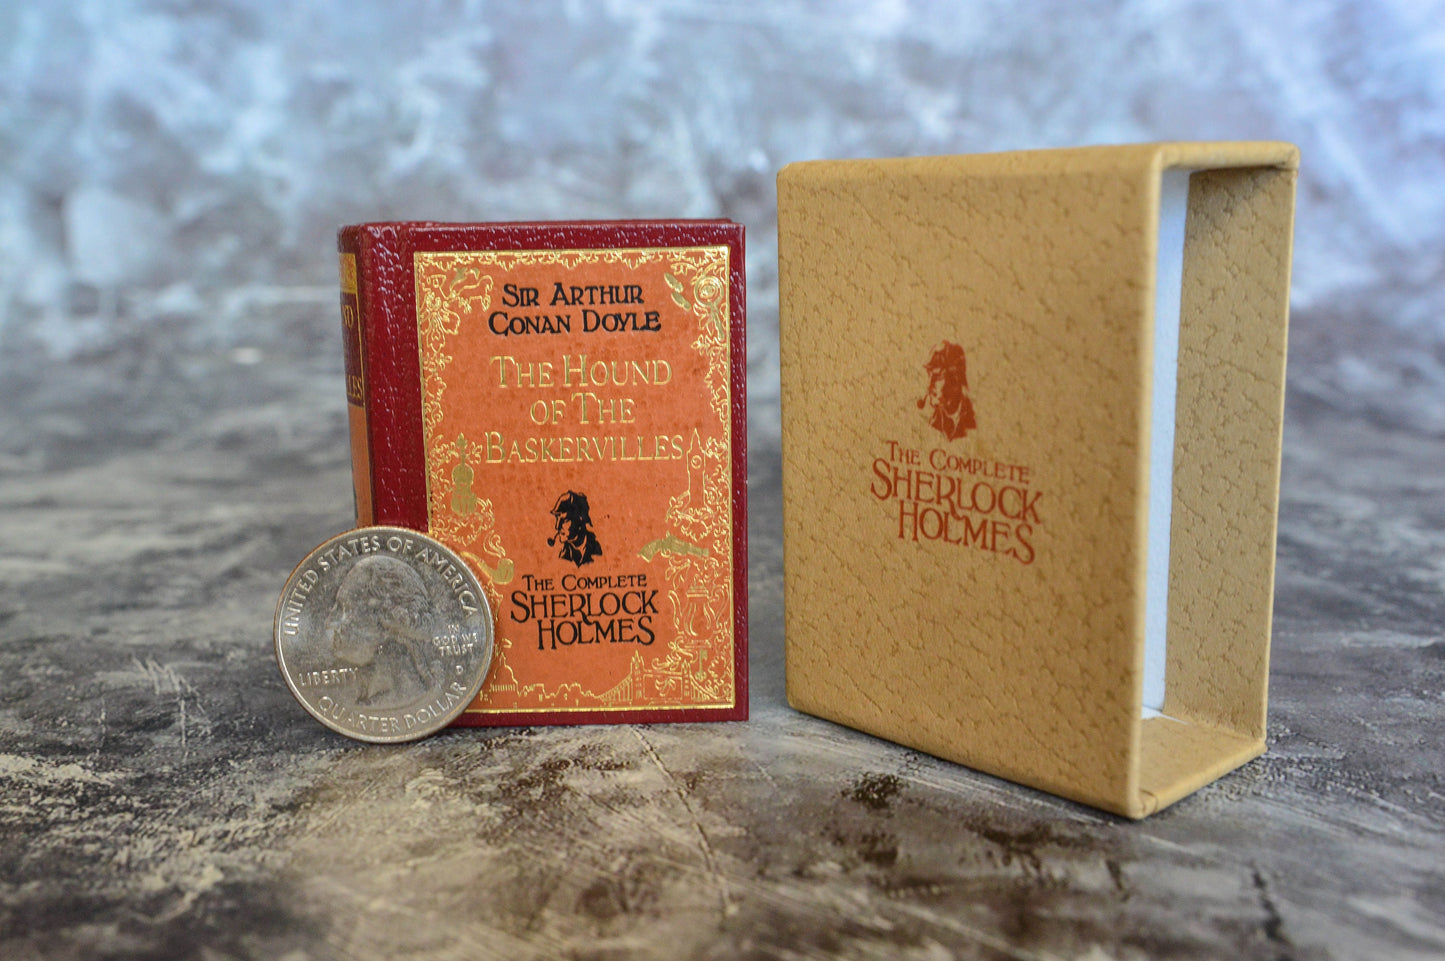 Sir Arthur
Conan Doyle
The Hound
of The
Baskervilles
The Complete
Sherlock
Holmes
UNITED STATES OF AMERICA
LIBERTY
IN
GOD WE
TRUST
D
QUARTER DOLLAR
The Complete
Sherlock
Holmes